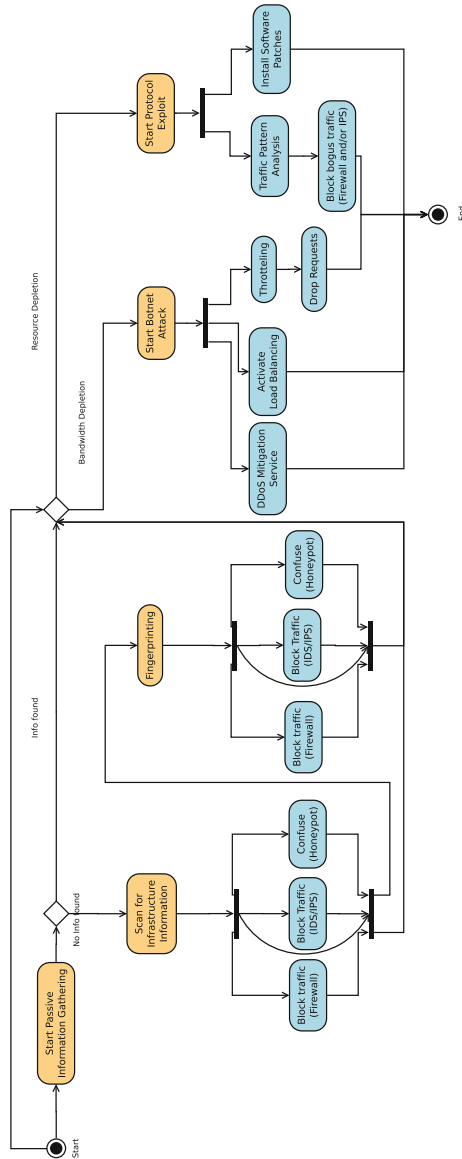 Start
Start Passive
Information Gathering
No Info found
Info found
Scan for
Infrastructure
Information
Block traffic
(Firewall)
Block Traffic
(IDS/IPS)
Confuse
(Honeypot)
Fingerprinting
Block traffic
(Firewall)
Block Traffic
(IDS/IPS)
Confuse
(Honeypot)
Resource Depletion
Bandwidth Depletion
Start Botnet
Attack
DDoS Mitigation
Service
Activate
Load Balancing
Throtteling
Drop Requests
Start Protocol
Exploit
Traffic Pattern
Analysis
Block bogus traffic
(Firewall and/or IPS)
Install Software
Patches
End